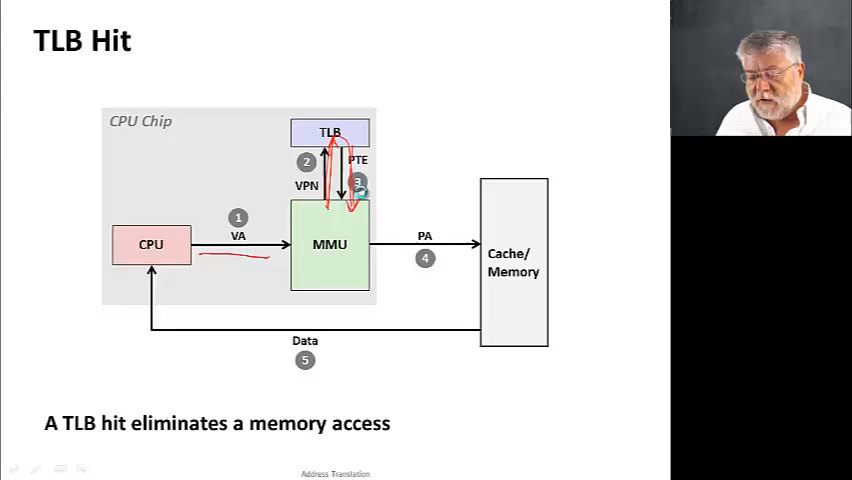 TLB Hit
CPU Chip
TLB
2
PTE
VPN
3
1
VA
CPU
MMU
PA
4
Cache/
Memory
Data
5
A TLB hit eliminates a memory access
Address Translation